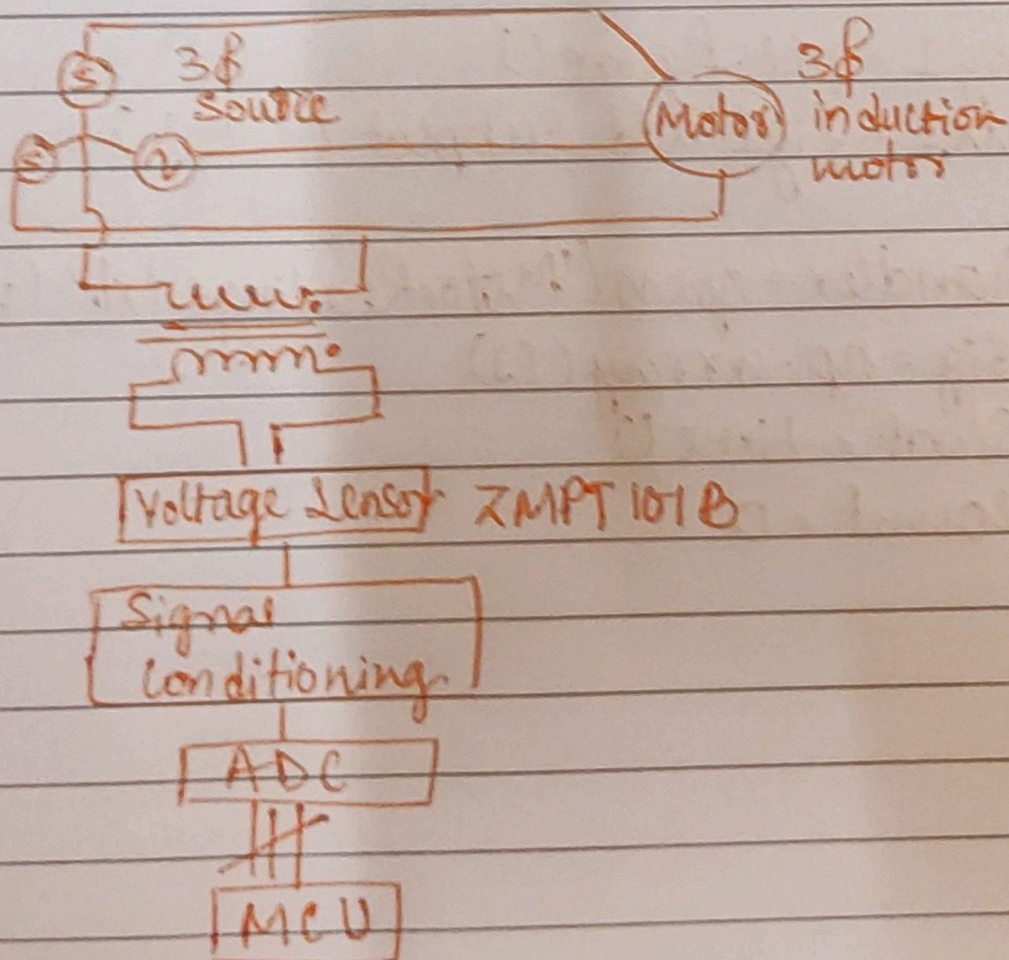 3ϕ
source
Motor
3ϕ
induction
motor
Voltage Sensor ZMPT 101B
Signal
Conditioning
ADC
MCU